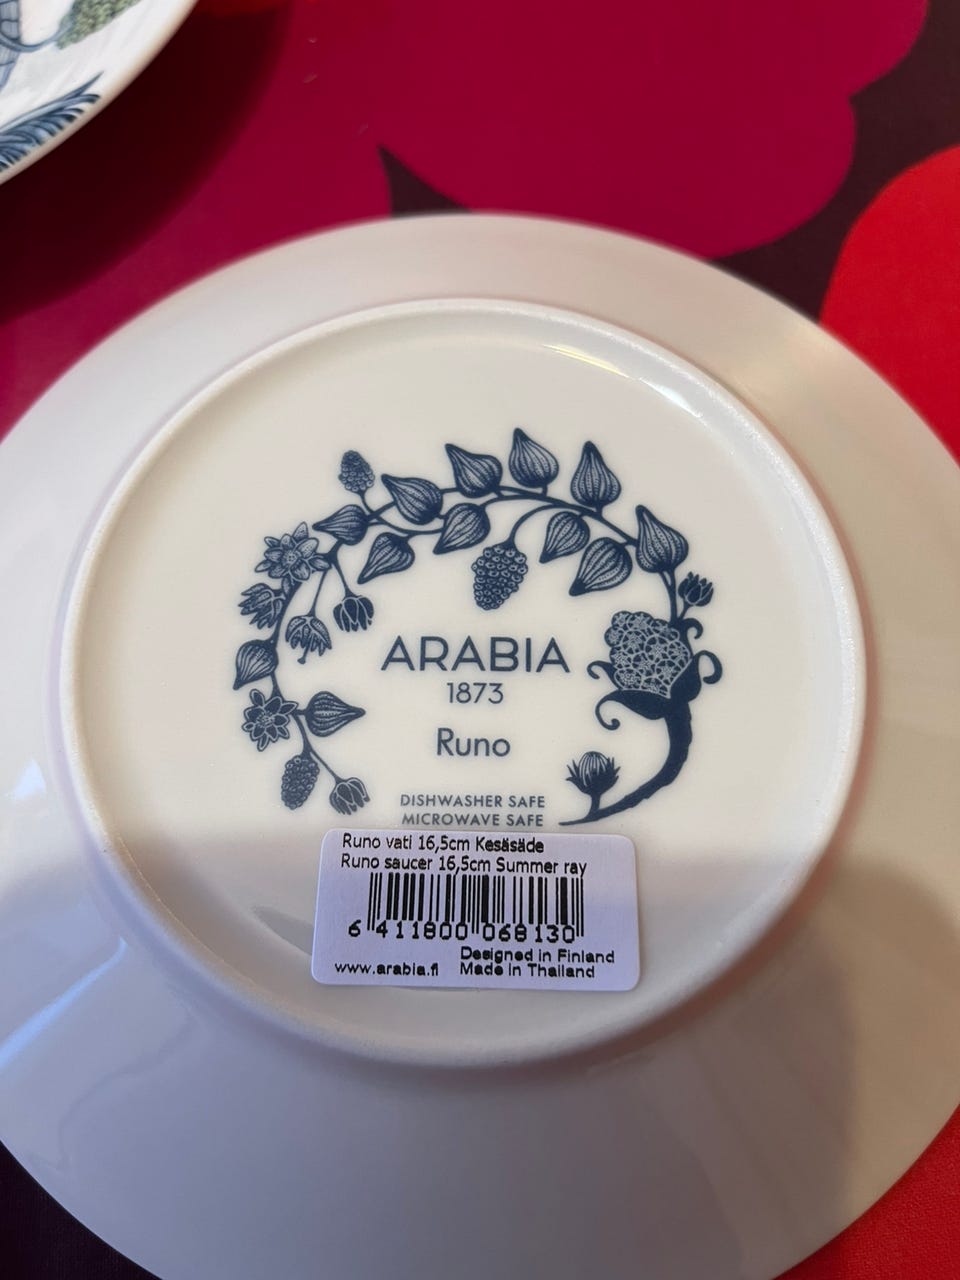 ARABIA
1873
Runo
DISHWASHER SAFE
MICROWAVE SAFE
Runo vati 16,5cm Kesäsäde
Runo saucer 16,5cm Summer ray
6 411800 068130
Designed in Finland
www.arabia.fi Made in Thailand